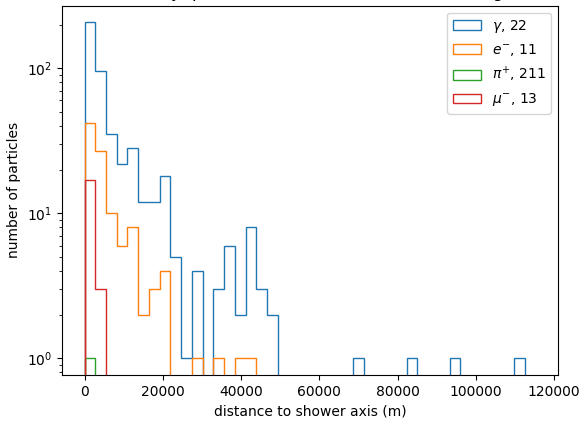 γ, 22
e⁻, 11
π⁺, 211
μ⁻, 13
number of particles
10²
10¹
10⁰
0 20000 40000 60000 80000 100000 120000
distance to shower axis (m)